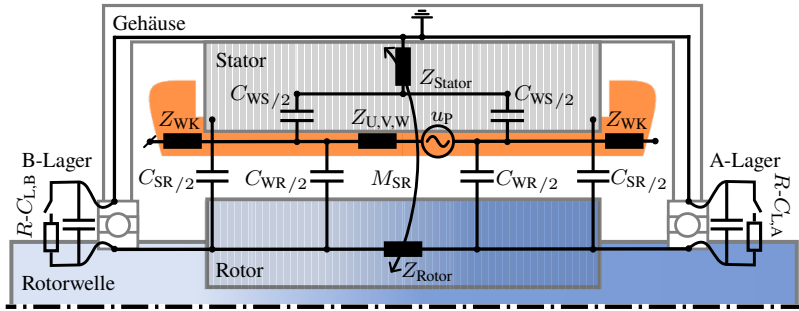 Gehäuse
Stator
Z_Stator
C_WS/2
Z_U,V,W
u_P
C_WS/2
Z_WK
Z_WK
B-Lager
A-Lager
C_SR/2
C_WR/2
M_SR
C_WR/2
C_SR/2
R-C_L,B
R-C_L,A
Rotor
Z_Rotor
Rotorwelle